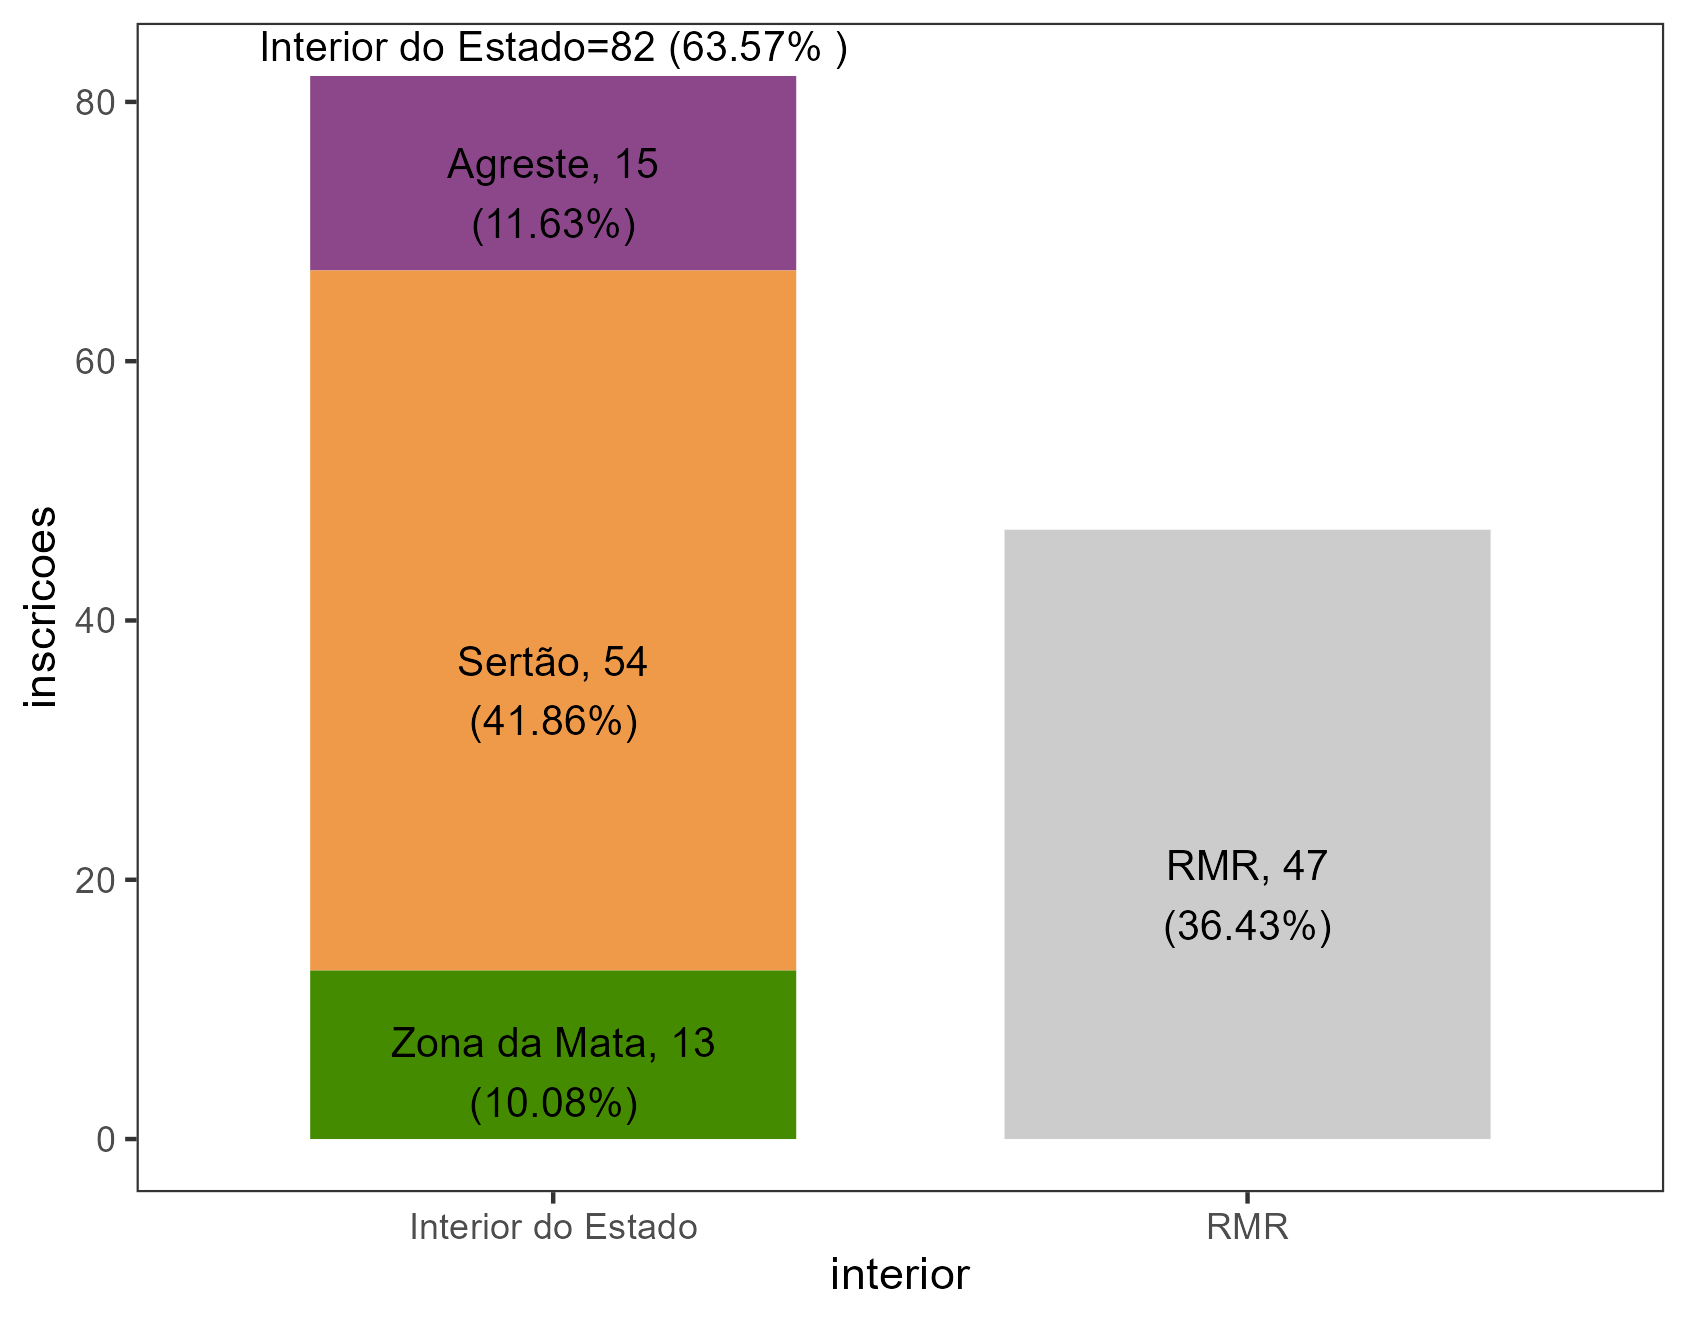 Interior do Estado=82 (63.57% )
80
Agreste, 15
(11.63%)
60
Sertão, 54
(41.86%)
40
inscricoes
RMR, 47
(36.43%)
20
Zona da Mata, 13
(10.08%)
0
Interior do Estado
RMR
interior